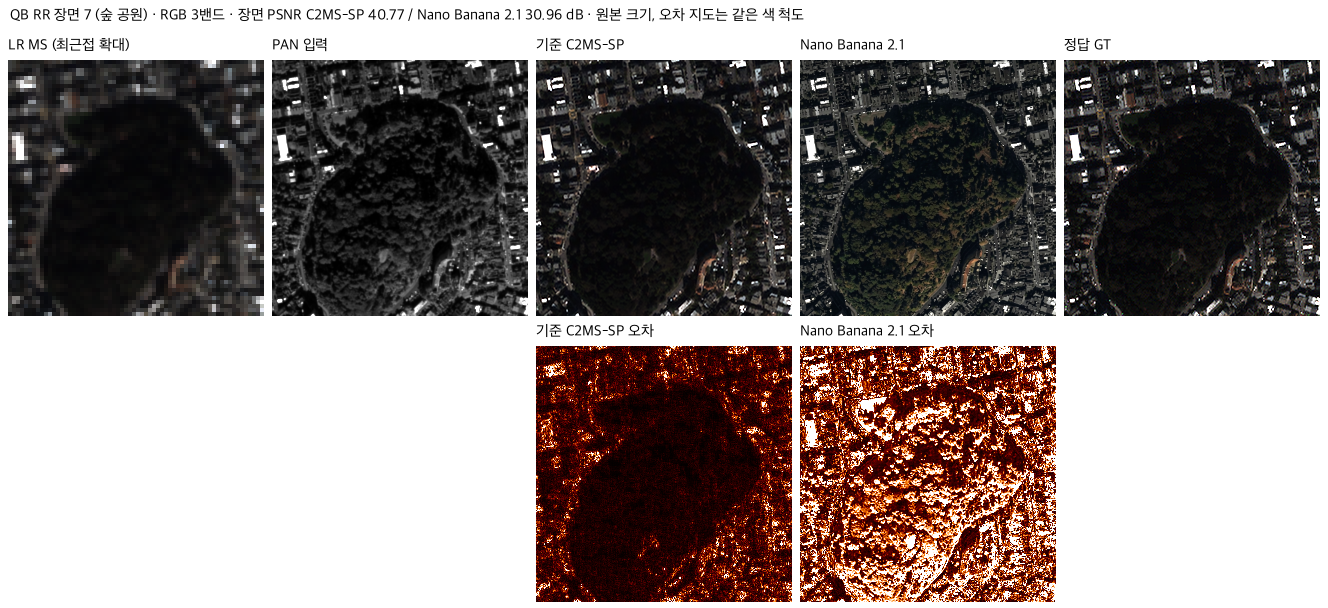 QB RR 장면 7 (숲 공원) · RGB 3밴드 · 장면 PSNR C2MS-SP 40.77 / Nano Banana 2.1 30.96 dB · 원본 크기, 오차 지도는 같은 색 척도
LR MS (최근접 확대)
PAN 입력
기준 C2MS-SP
Nano Banana 2.1
정답 GT
기준 C2MS-SP 오차
Nano Banana 2.1 오차